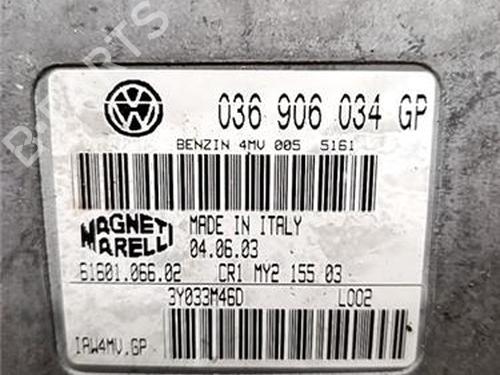 036 906 034 GP
BENZIN 4MV 005 5161
MAGNETI
MARELLI
MADE IN ITALY
04.06.03
61601.066.02 CR1 MY2 155 03
3Y033M46D L002
IAW4MV.GP